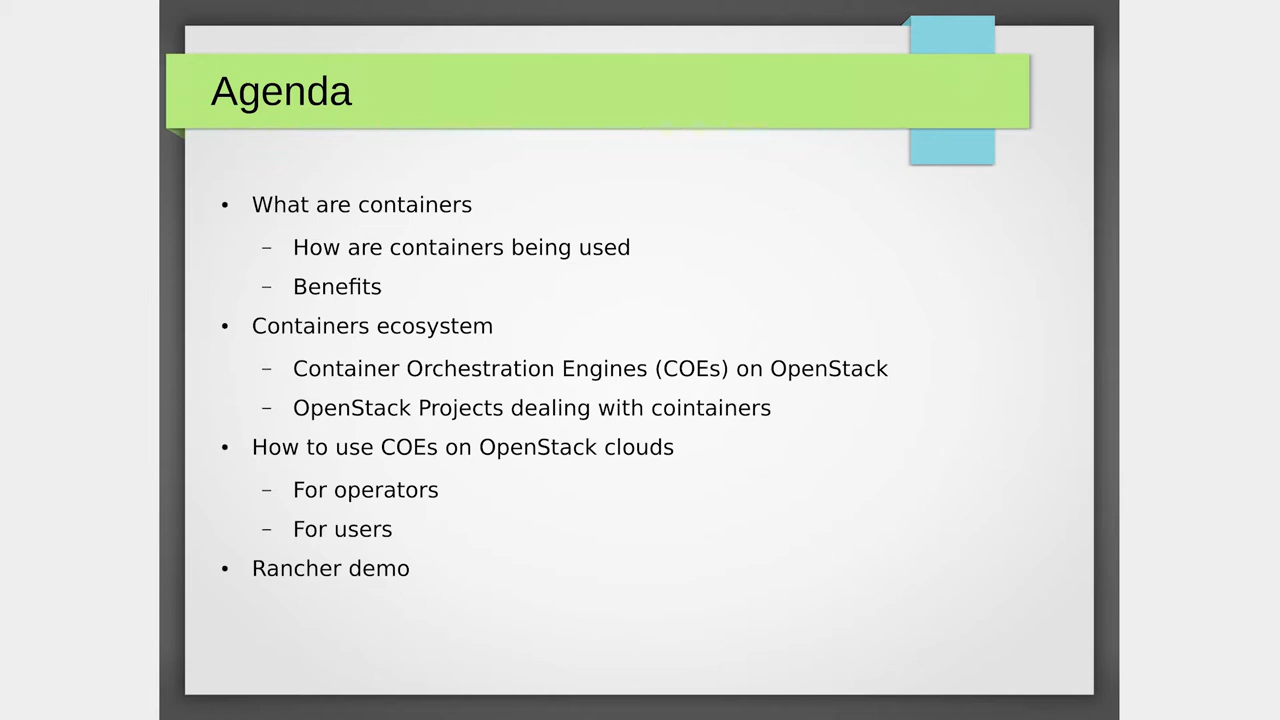 Agenda
• What are containers
– How are containers being used
– Benefits
• Containers ecosystem
– Container Orchestration Engines (COEs) on OpenStack
– OpenStack Projects dealing with cointainers
• How to use COEs on OpenStack clouds
– For operators
– For users
• Rancher demo